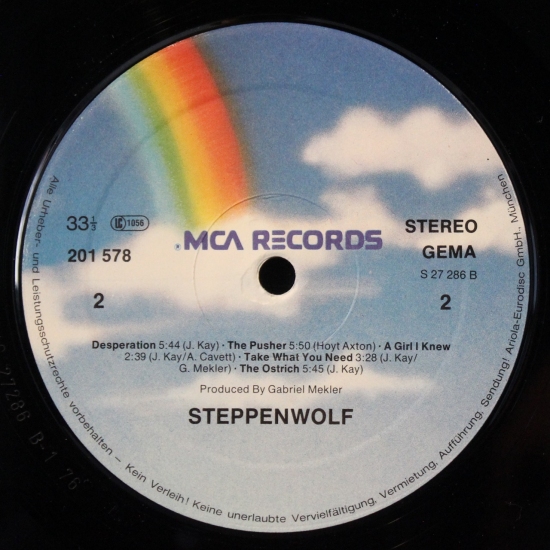 33⅓ LC 1056
STEREO
MCA RECORDS
201 578
GEMA
S 27 286 B
2
2
Desperation 5:44 (J. Kay) · The Pusher 5:50 (Hoyt Axton) · A Girl I Knew
2:39 (J. Kay/A. Cavett) · Take What You Need 3:28 (J. Kay/
G. Mekler) · The Ostrich 5:45 (J. Kay)
Produced By Gabriel Mekler
STEPPENWOLF
Alle Urheber- und Leistungsschutzrechte vorbehalten – Kein Verleih! Keine unerlaubte Vervielfältigung, Vermietung, Aufführung, Sendung! Ariola-Eurodisc GmbH., München
27286 B-1